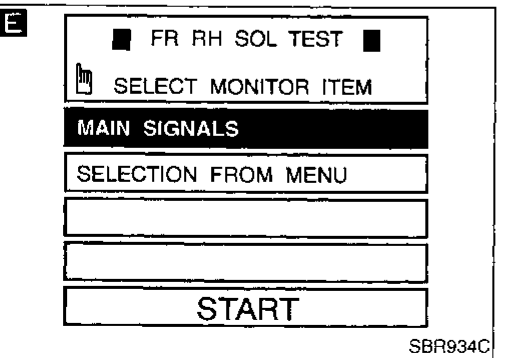 E
■ FR RH SOL TEST ■
SELECT MONITOR ITEM
MAIN SIGNALS
SELECTION FROM MENU
START
SBR934C